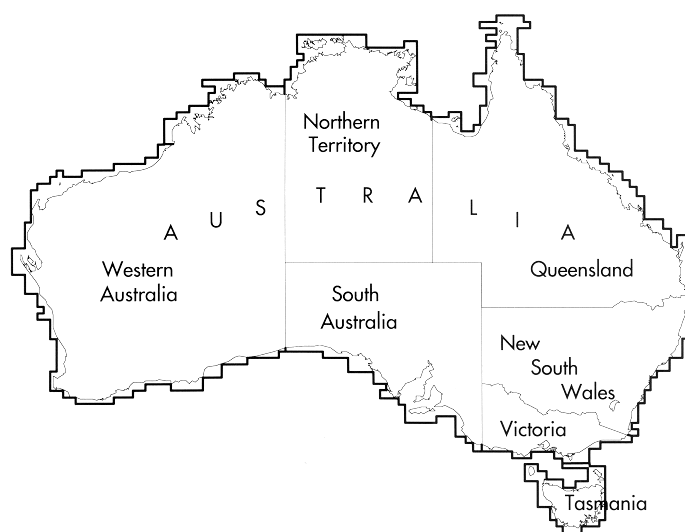 Northern
Territory
A U S T R A L I A
Western
Australia
South
Australia
Queensland
New
South
Wales
Victoria
Tasmania